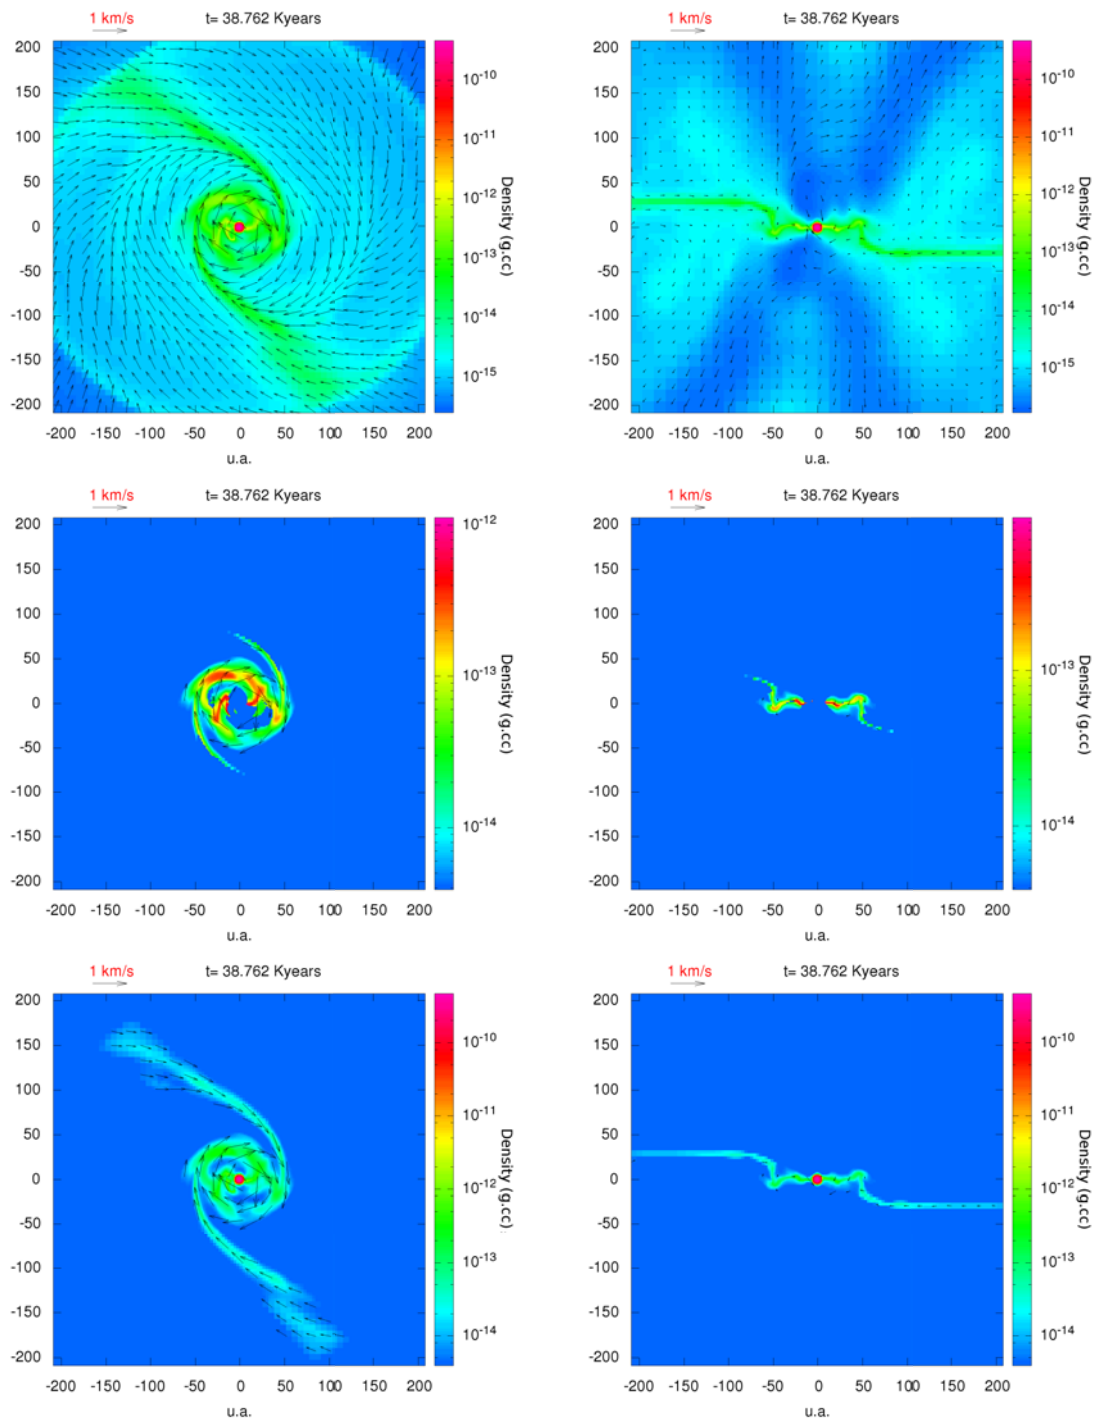 1 km/s t= 38.762 Kyears 1 km/s t= 38.762 Kyears
200 200
150 10⁻¹⁰ 150 10⁻¹⁰
100 10⁻¹¹ 100 10⁻¹¹
50 10⁻¹² 50 10⁻¹²
0 0
-50 10⁻¹³ -50 10⁻¹³
-100 10⁻¹⁴ -100 10⁻¹⁴
-150 10⁻¹⁵ -150 10⁻¹⁵
-200 -200
Density (g.cc) Density (g.cc)
-200 -150 -100 -50 0 50 100 150 200 -200 -150 -100 -50 0 50 100 150 200
u.a. u.a.
1 km/s t= 38.762 Kyears 1 km/s t= 38.762 Kyears
200 10⁻¹² 200
150 150
100 100
50 10⁻¹³ 50 10⁻¹³
0 0
-50 -50
-100 -100
-150 10⁻¹⁴ -150 10⁻¹⁴
-200 -200
Density (g.cc) Density (g.cc)
-200 -150 -100 -50 0 50 100 150 200 -200 -150 -100 -50 0 50 100 150 200
u.a. u.a.
1 km/s t= 38.762 Kyears 1 km/s t= 38.762 Kyears
200 200
150 10⁻¹⁰ 150 10⁻¹⁰
100 10⁻¹¹ 100 10⁻¹¹
50 50
0 10⁻¹² 0 10⁻¹²
-50 -50
-100 10⁻¹³ -100 10⁻¹³
-150 10⁻¹⁴ -150 10⁻¹⁴
-200 -200
Density (g.cc) Density (g.cc)
-200 -150 -100 -50 0 50 100 150 200 -200 -150 -100 -50 0 50 100 150 200
u.a. u.a.